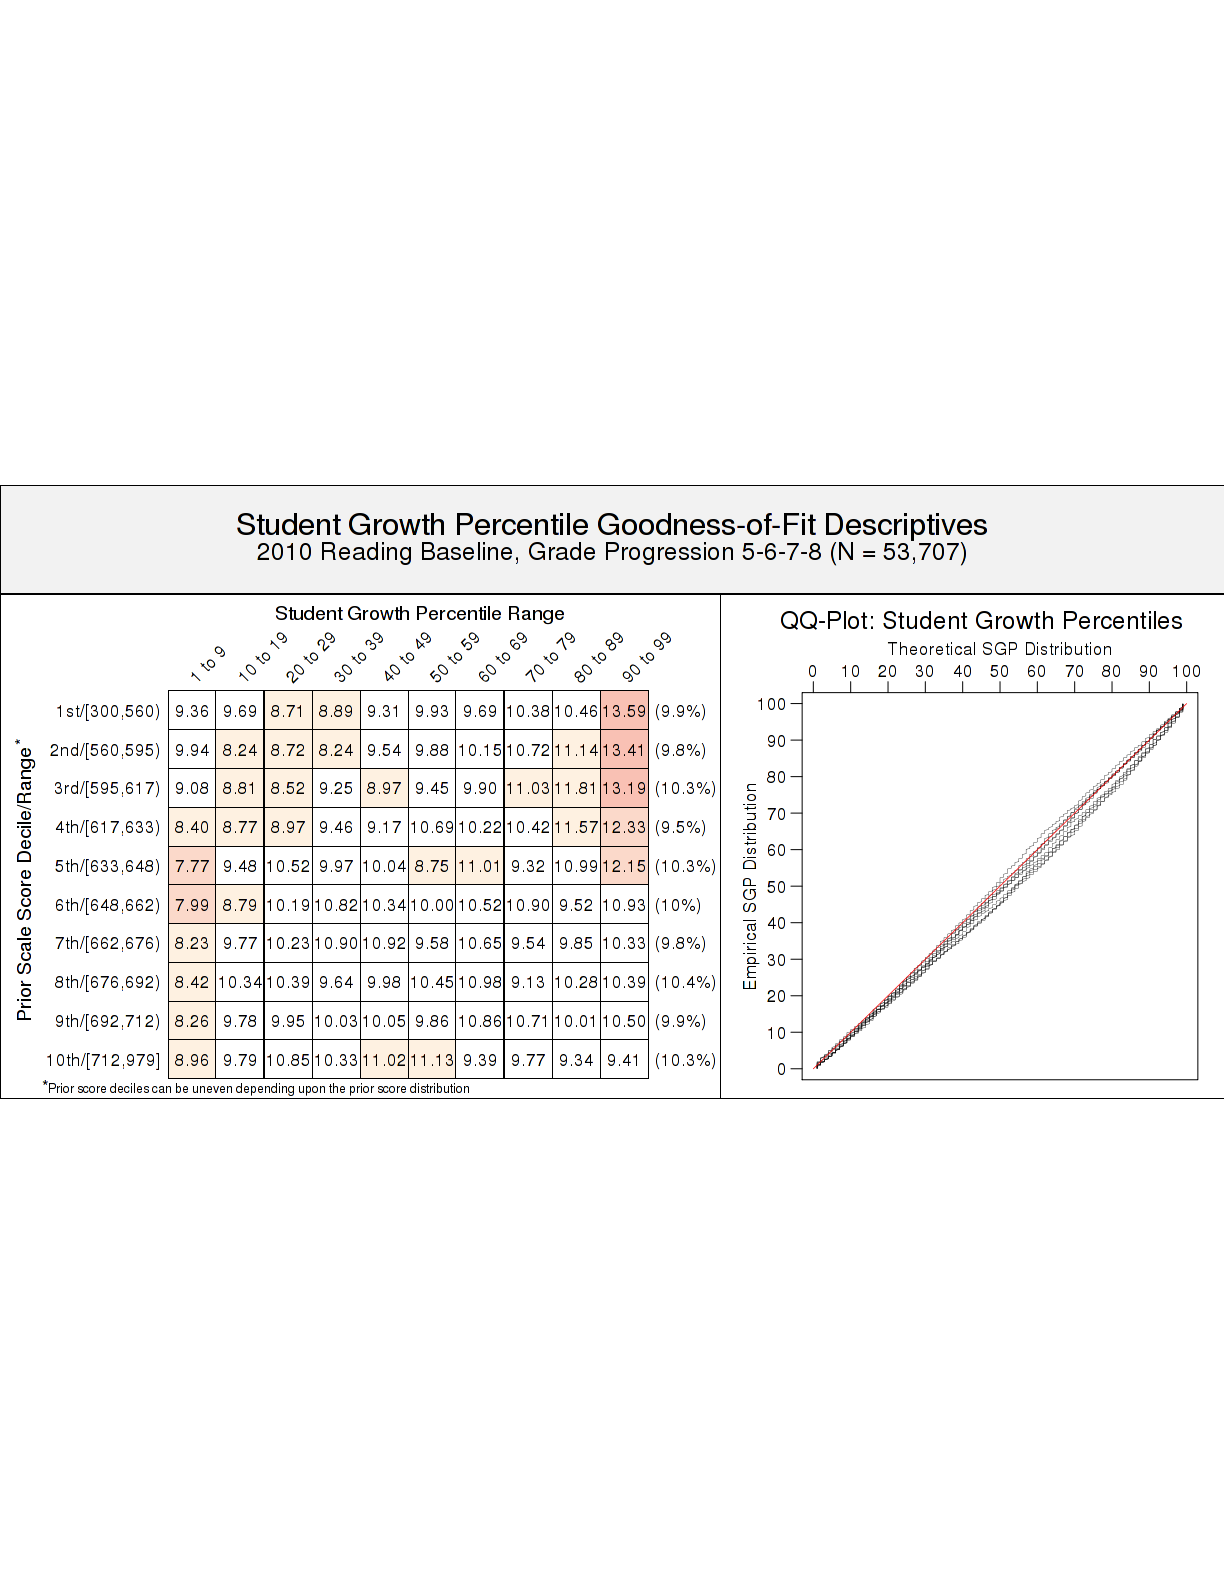 Student Growth Percentile Goodness-of-Fit Descriptives
2010 Reading Baseline, Grade Progression 5-6-7-8 (N = 53,707)
Student Growth Percentile Range
1 to 9 10 to 19 20 to 29 30 to 39 40 to 49 50 to 59 60 to 69 70 to 79 80 to 89 90 to 99
Prior Scale Score Decile/Range*
1st/[300,560) 9.36 9.69 8.71 8.89 9.31 9.93 9.69 10.38 10.46 13.59 (9.9%)
2nd/[560,595) 9.94 8.24 8.72 8.24 9.54 9.88 10.15 10.72 11.14 13.41 (9.8%)
3rd/[595,617) 9.08 8.81 8.52 9.25 8.97 9.45 9.90 11.03 11.81 13.19 (10.3%)
4th/[617,633) 8.40 8.77 8.97 9.46 9.17 10.69 10.22 10.42 11.57 12.33 (9.5%)
5th/[633,648) 7.77 9.48 10.52 9.97 10.04 8.75 11.01 9.32 10.99 12.15 (10.3%)
6th/[648,662) 7.99 8.79 10.19 10.82 10.34 10.00 10.52 10.90 9.52 10.93 (10%)
7th/[662,676) 8.23 9.77 10.23 10.90 10.92 9.58 10.65 9.54 9.85 10.33 (9.8%)
8th/[676,692) 8.42 10.34 10.39 9.64 9.98 10.45 10.98 9.13 10.28 10.39 (10.4%)
9th/[692,712) 8.26 9.78 9.95 10.03 10.05 9.86 10.86 10.71 10.01 10.50 (9.9%)
10th/[712,979] 8.96 9.79 10.85 10.33 11.02 11.13 9.39 9.77 9.34 9.41 (10.3%)
*Prior score deciles can be uneven depending upon the prior score distribution
QQ-Plot: Student Growth Percentiles
Theoretical SGP Distribution
0 10 20 30 40 50 60 70 80 90 100
Empirical SGP Distribution
100
90
80
70
60
50
40
30
20
10
0